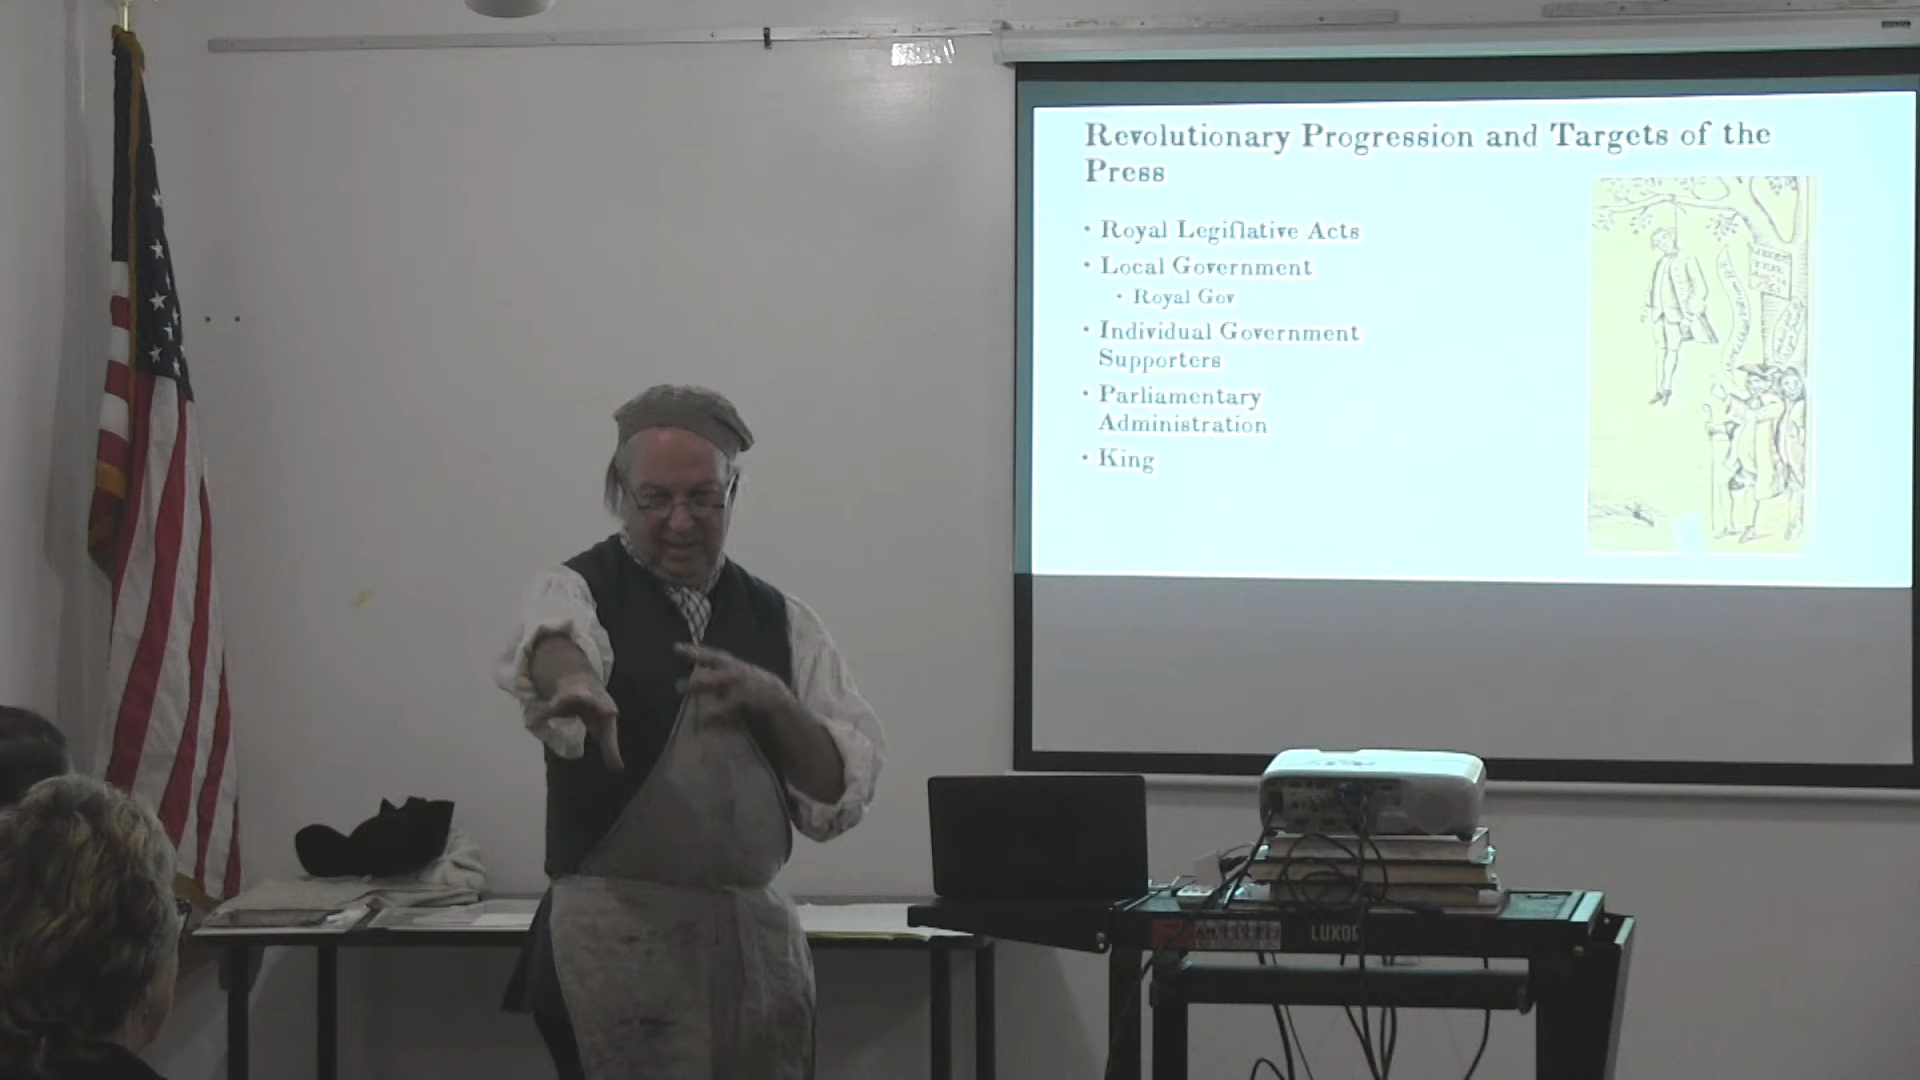 Revolutionary Progression and Targets of the
Press
• Royal Legiſlative Acts
• Local Government
• Royal Gov
• Individual Government
Supporters
• Parliamentary
Administration
• King
LUXOR